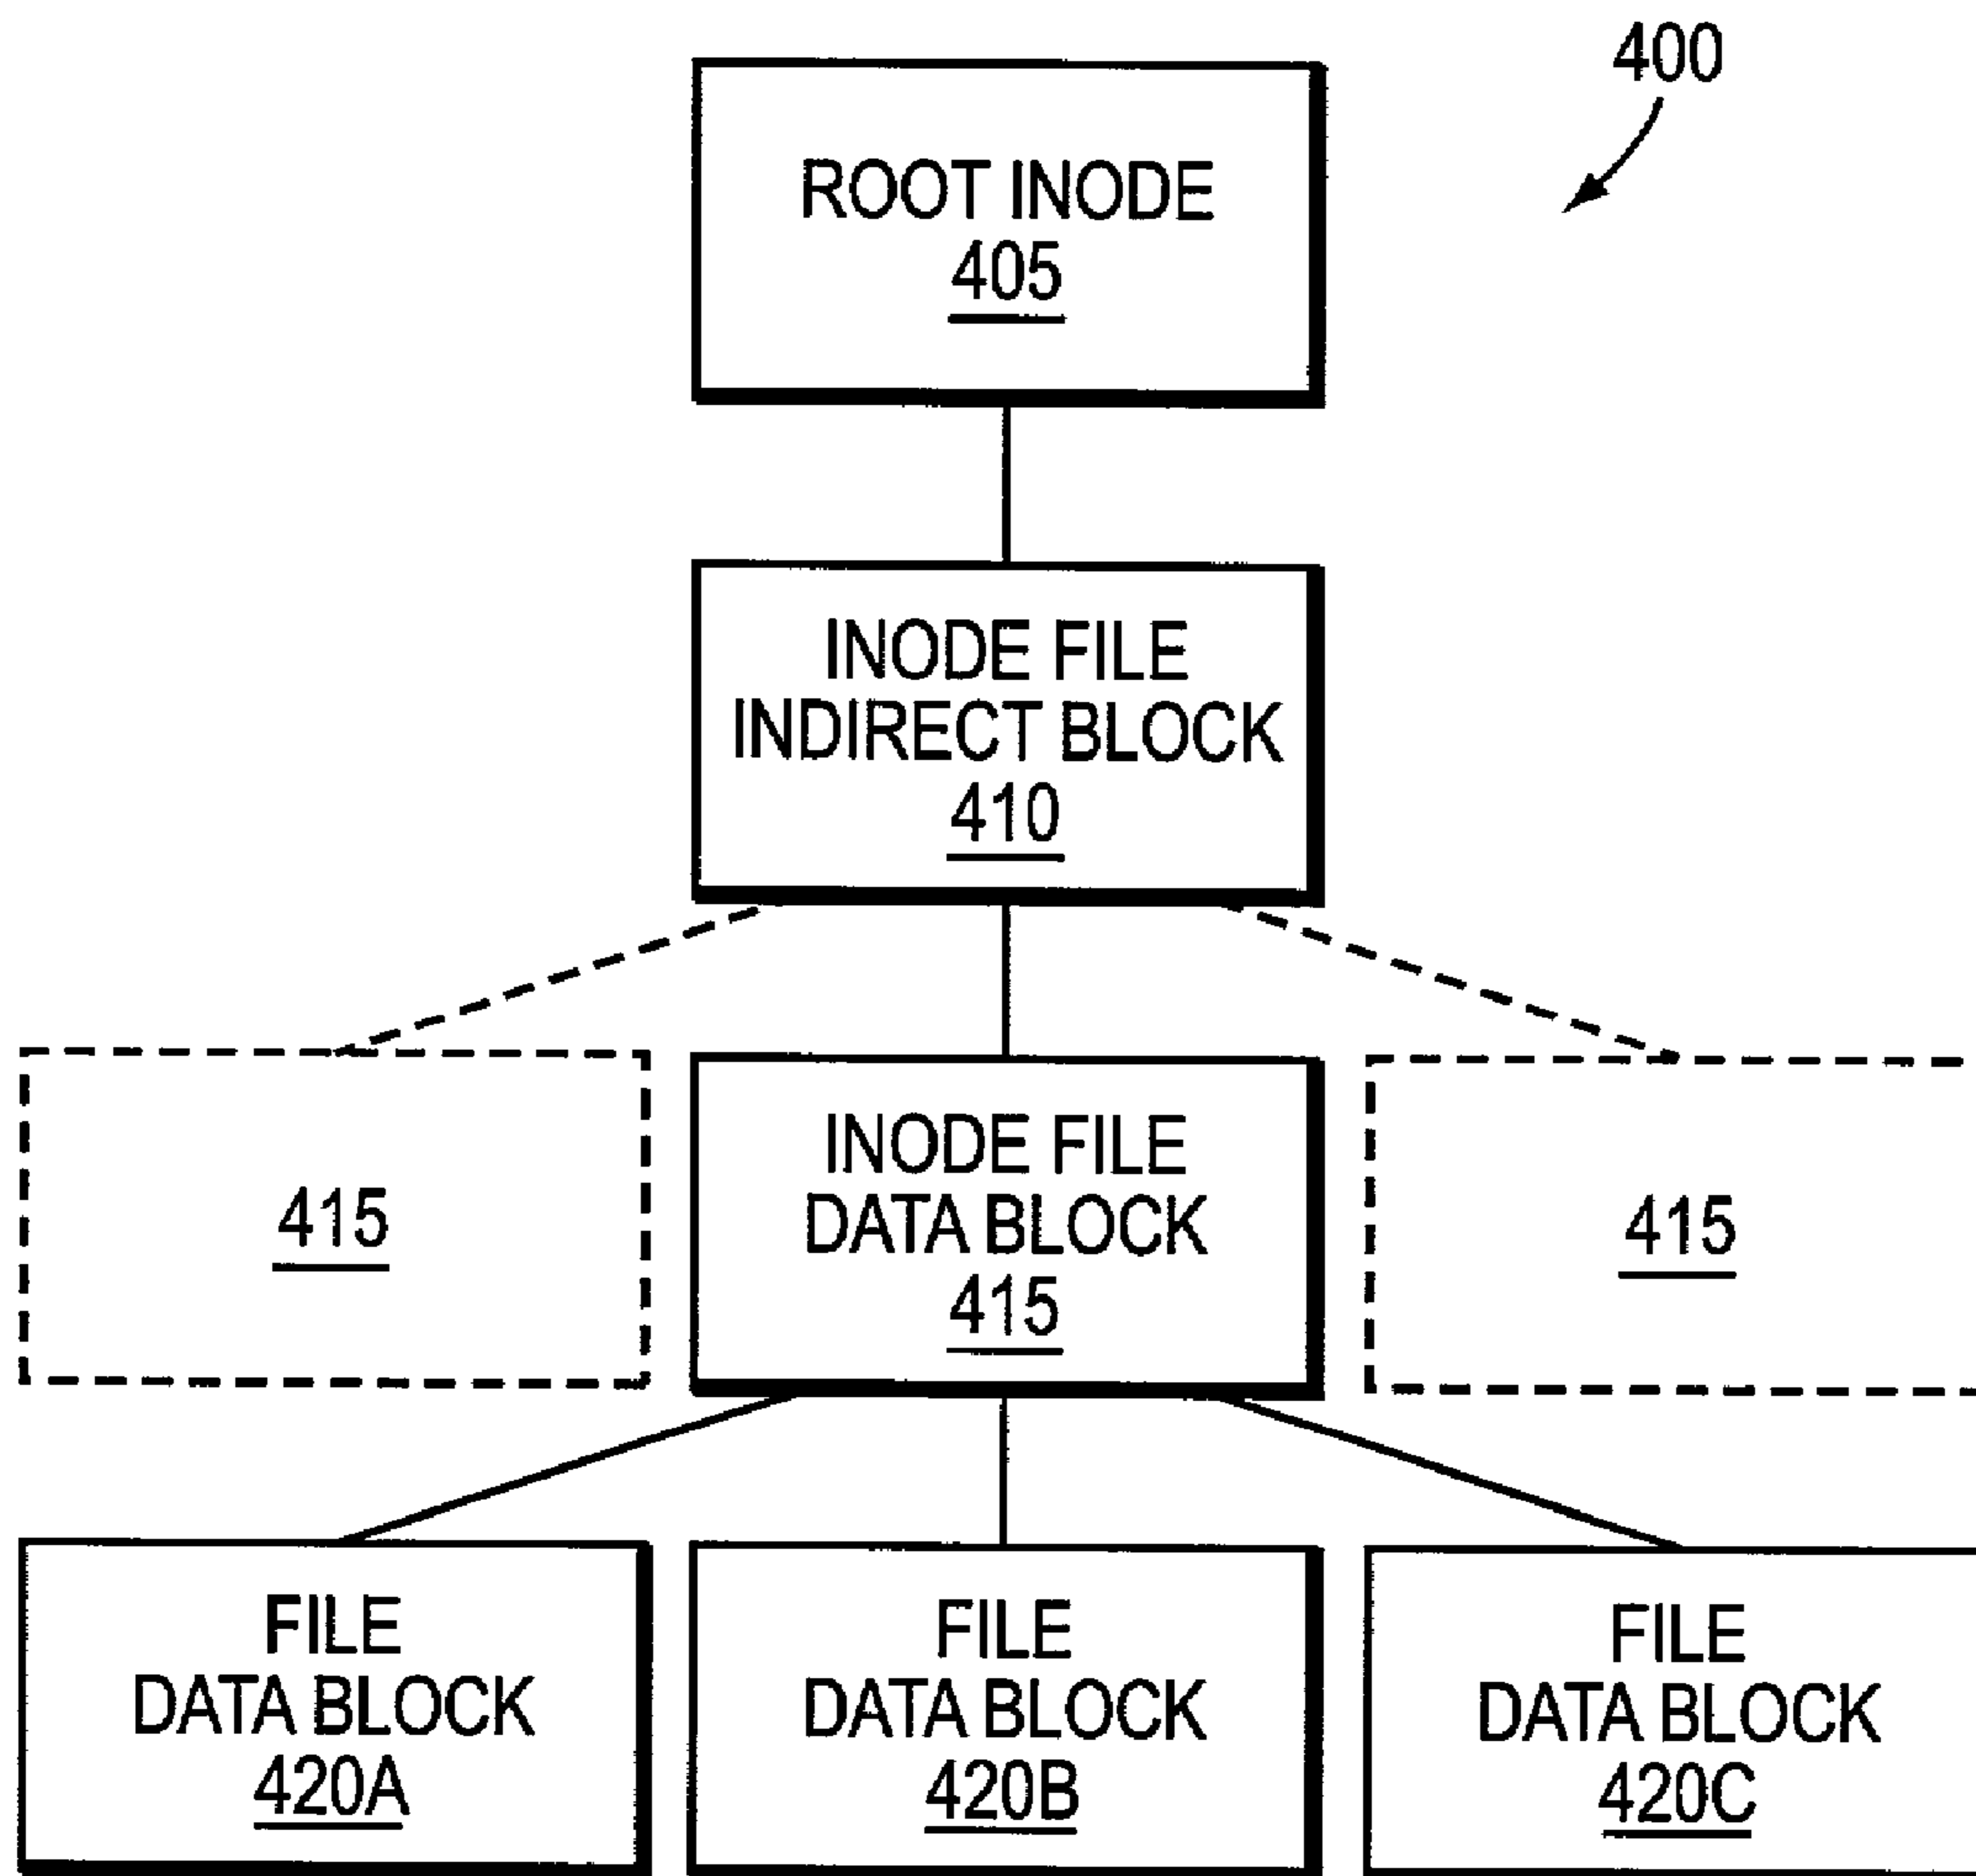 400
ROOT INODE
405
INODE FILE
INDIRECT BLOCK
410
415
INODE FILE
DATA BLOCK
415
415
FILE
DATA BLOCK
420A
FILE
DATA BLOCK
420B
FILE
DATA BLOCK
420C